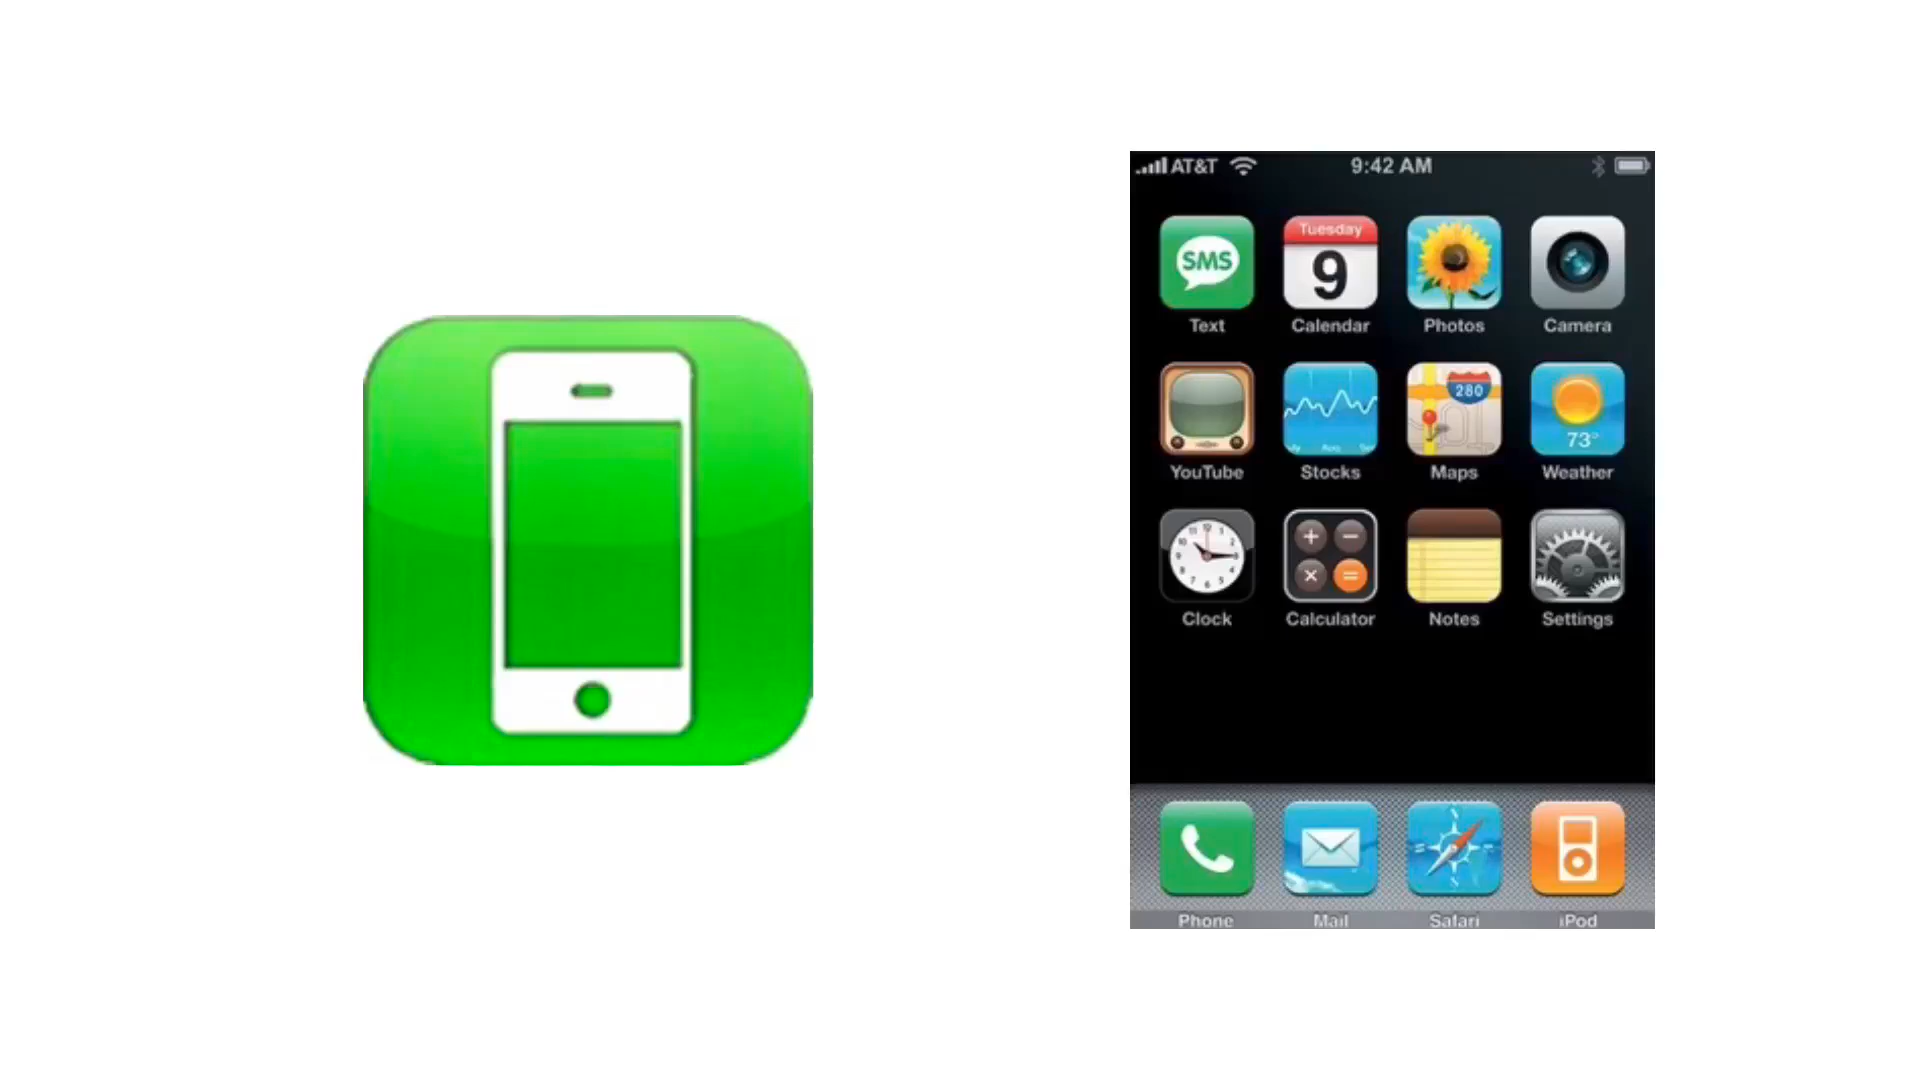 AT&T 9:42 AM
SMS Tuesday 9
Text Calendar Photos Camera
280 73°
YouTube Stocks Maps Weather
Clock Calculator Notes Settings
Phone Mail Safari iPod